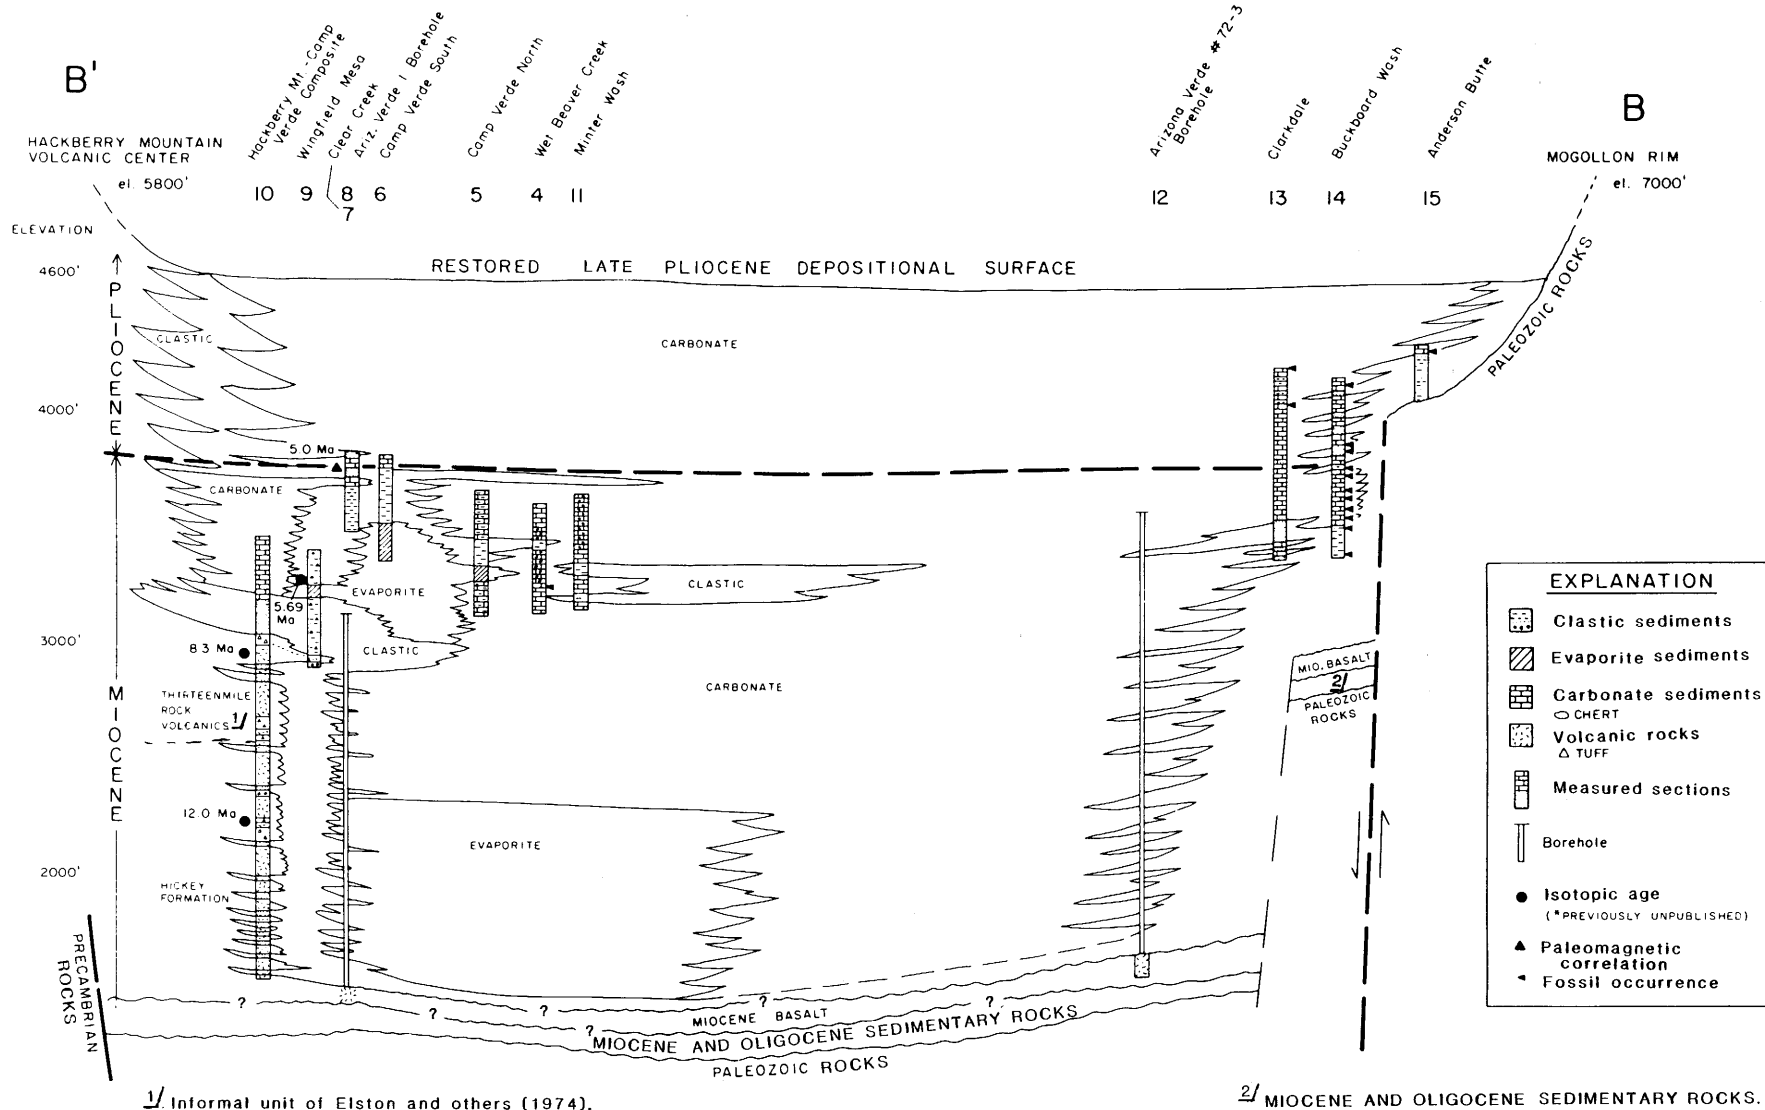 B'
HACKBERRY MOUNTAIN
VOLCANIC CENTER
el. 5800'
Hackberry Mt.-Camp
Verde Composite
Wingfield Mesa
Clear Creek
Ariz. Verde 1 Borehole
Camp Verde South
Camp Verde North
Wet Beaver Creek
Minter Wash
Arizona Verde # 72-3
Borehole
Clarkdale
Buckboard Wash
Anderson Butte
B
MOGOLLON RIM
el. 7000'
10 9 8 6 5 4 11 12 13 14 15
7
ELEVATION
4600'
RESTORED LATE PLIOCENE DEPOSITIONAL SURFACE
PLIOCENE
CLASTIC
CARBONATE
PALEOZOIC ROCKS
4000'
5.0 Ma
CARBONATE
EVAPORITE
CLASTIC
5.69
Ma
3000'
8.3 Ma
CLASTIC
MIO. BASALT
2/
PALEOZOIC
ROCKS
CARBONATE
THIRTEENMILE
ROCK
VOLCANICS 1/
MIOCENE
12.0 Ma
EVAPORITE
2000'
HICKEY
FORMATION
PRECAMBRIAN
ROCKS
? ? ? ? ? ?
MIOCENE BASALT
?
MIOCENE AND OLIGOCENE SEDIMENTARY ROCKS
PALEOZOIC ROCKS
EXPLANATION
Clastic sediments
Evaporite sediments
Carbonate sediments
CHERT
Volcanic rocks
TUFF
Measured sections
Borehole
Isotopic age
(*PREVIOUSLY UNPUBLISHED)
Paleomagnetic
correlation
Fossil occurrence
1/. Informal unit of Elston and others (1974).
2/ MIOCENE AND OLIGOCENE SEDIMENTARY ROCKS.